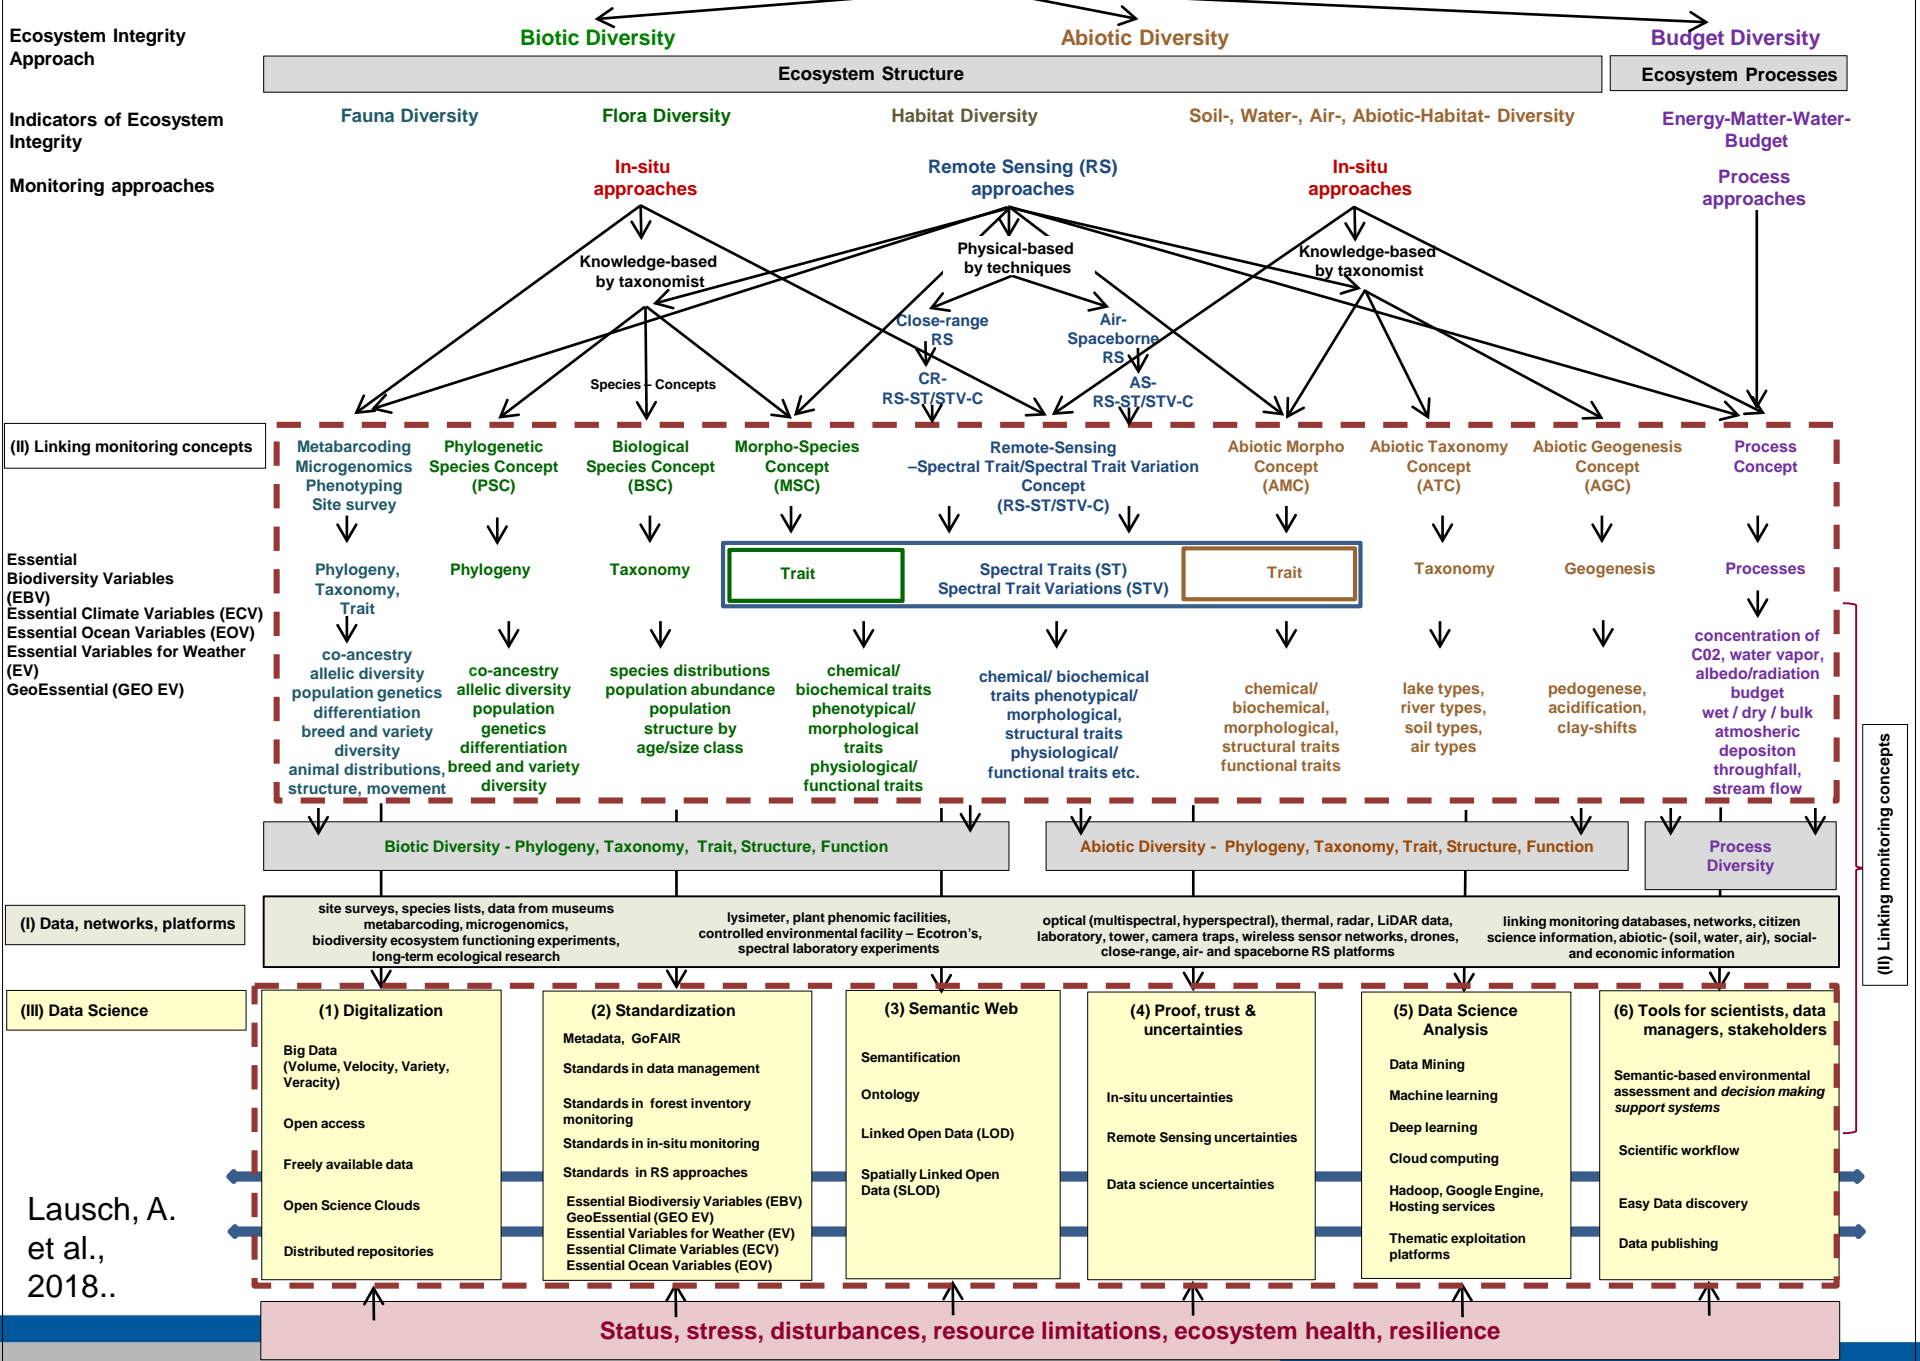 Ecosystem Integrity
Approach
Biotic Diversity
Abiotic Diversity
Budget Diversity
Ecosystem Structure
Ecosystem Processes
Indicators of Ecosystem
Integrity
Fauna Diversity
Flora Diversity
Habitat Diversity
Soil-, Water-, Air-, Abiotic-Habitat- Diversity
Energy-Matter-Water-
Budget
Monitoring approaches
In-situ
approaches
Remote Sensing (RS)
approaches
In-situ
approaches
Process
approaches
Knowledge-based
by taxonomist
Physical-based
by techniques
Knowledge-based
by taxonomist
Close-range
RS
Air-
Spaceborne
RS
Species – Concepts
CR-
RS-ST/STV-C
AS-
RS-ST/STV-C
(II) Linking monitoring concepts
Metabarcoding
Microgenomics
Phenotyping
Site survey
Phylogenetic
Species Concept
(PSC)
Biological
Species Concept
(BSC)
Morpho-Species
Concept
(MSC)
Remote-Sensing
–Spectral Trait/Spectral Trait Variation
Concept
(RS-ST/STV-C)
Abiotic Morpho
Concept
(AMC)
Abiotic Taxonomy
Concept
(ATC)
Abiotic Geogenesis
Concept
(AGC)
Process
Concept
Essential
Biodiversity Variables
(EBV)
Essential Climate Variables (ECV)
Essential Ocean Variables (EOV)
Essential Variables for Weather
(EV)
GeoEssential (GEO EV)
Phylogeny,
Taxonomy,
Trait
Phylogeny
Taxonomy
Trait
Spectral Traits (ST)
Spectral Trait Variations (STV)
Trait
Taxonomy
Geogenesis
Processes
co-ancestry
allelic diversity
population genetics
differentiation
breed and variety
diversity
animal distributions,
structure, movement
co-ancestry
allelic diversity
population
genetics
differentiation
breed and variety
diversity
species distributions
population abundance
population
structure by
age/size class
chemical/
biochemical traits
phenotypical/
morphological
traits
physiological/
functional traits
chemical/ biochemical
traits phenotypical/
morphological,
structural traits
physiological/
functional traits etc.
chemical/
biochemical,
morphological,
structural traits
functional traits
lake types,
river types,
soil types,
air types
pedogenese,
acidification,
clay-shifts
concentration of
C02, water vapor,
albedo/radiation
budget
wet / dry / bulk
atmosheric
depositon
throughfall,
stream flow
(II) Linking monitoring concepts
Biotic Diversity - Phylogeny, Taxonomy, Trait, Structure, Function
Abiotic Diversity - Phylogeny, Taxonomy, Trait, Structure, Function
Process
Diversity
(I) Data, networks, platforms
site surveys, species lists, data from museums
metabarcoding, microgenomics,
biodiversity ecosystem functioning experiments,
long-term ecological research
lysimeter, plant phenomic facilities,
controlled environmental facility – Ecotron's,
spectral laboratory experiments
optical (multispectral, hyperspectral), thermal, radar, LiDAR data,
laboratory, tower, camera traps, wireless sensor networks, drones,
close-range, air- and spaceborne RS platforms
linking monitoring databases, networks, citizen
science information, abiotic- (soil, water, air), social-
and economic information
(III) Data Science
(1) Digitalization
Big Data
(Volume, Velocity, Variety,
Veracity)
Open access
Freely available data
Open Science Clouds
Distributed repositories
(2) Standardization
Metadata, GoFAIR
Standards in data management
Standards in forest inventory
monitoring
Standards in in-situ monitoring
Standards in RS approaches
Essential Biodiversiy Variables (EBV)
GeoEssential (GEO EV)
Essential Variables for Weather (EV)
Essential Climate Variables (ECV)
Essential Ocean Variables (EOV)
(3) Semantic Web
Semantification
Ontology
Linked Open Data (LOD)
Spatially Linked Open
Data (SLOD)
(4) Proof, trust &
uncertainties
In-situ uncertainties
Remote Sensing uncertainties
Data science uncertainties
(5) Data Science
Analysis
Data Mining
Machine learning
Deep learning
Cloud computing
Hadoop, Google Engine,
Hosting services
Thematic exploitation
platforms
(6) Tools for scientists, data
managers, stakeholders
Semantic-based environmental
assessment and decision making
support systems
Scientific workflow
Easy Data discovery
Data publishing
Lausch, A.
et al.,
2018..
Status, stress, disturbances, resource limitations, ecosystem health, resilience